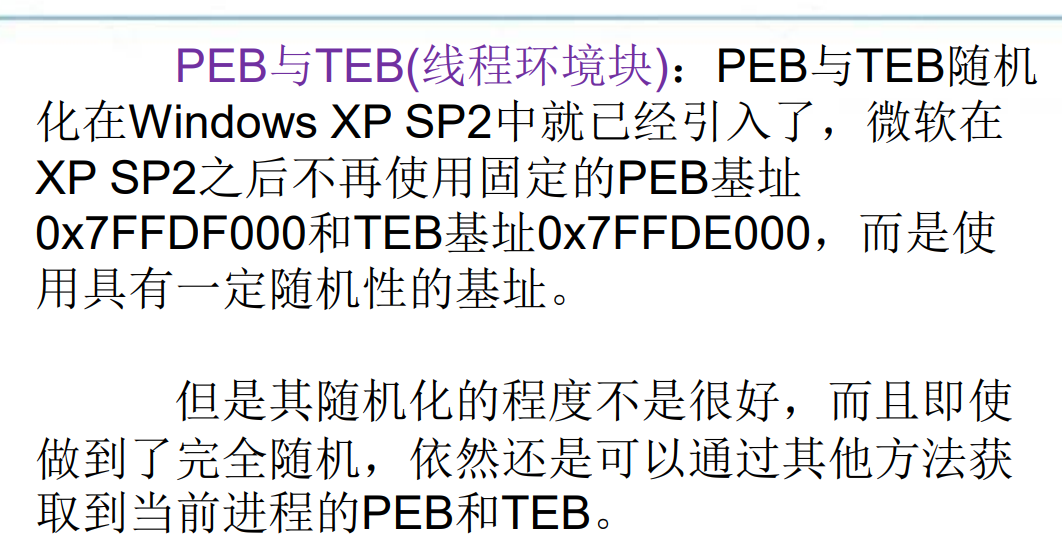 PEB与TEB(线程环境块)：PEB与TEB随机
化在Windows XP SP2中就已经引入了，微软在
XP SP2之后不再使用固定的PEB基址
0x7FFDF000和TEB基址0x7FFDE000，而是使
用具有一定随机性的基址。
但是其随机化的程度不是很好，而且即使
做到了完全随机，依然还是可以通过其他方法获
取到当前进程的PEB和TEB。